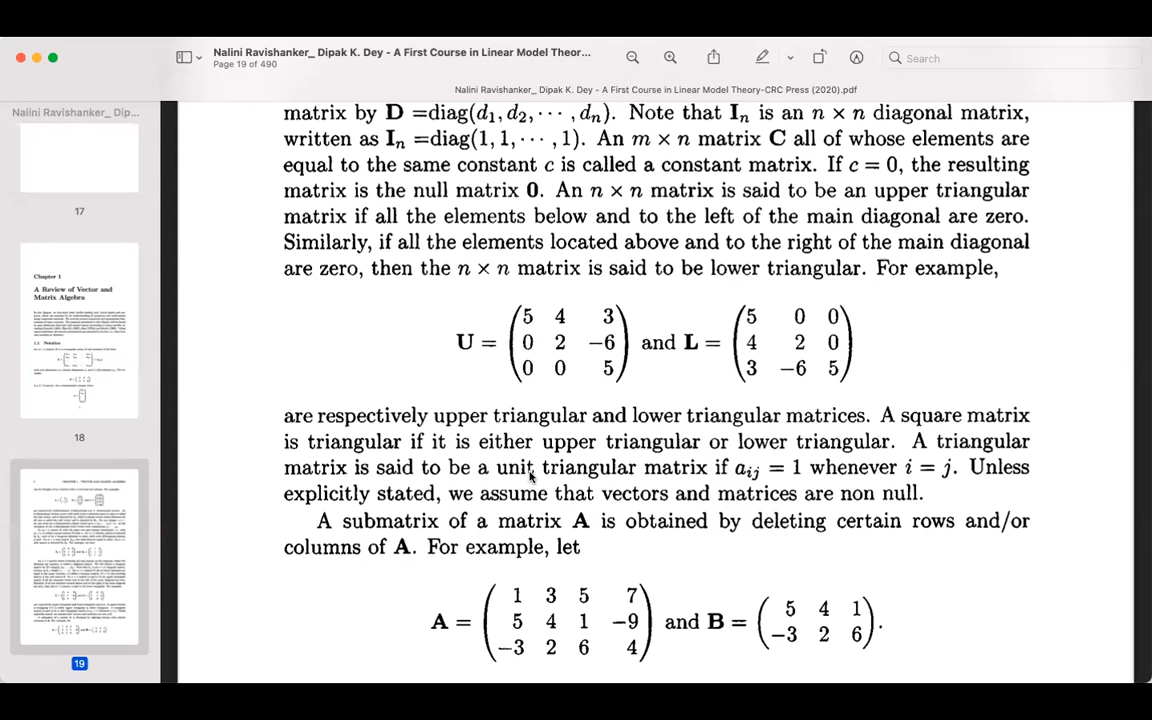 Nalini Ravishanker_ Dipak K. Dey - A First Course in Linear Model Theor...
Page 19 of 490
Search
Nalini Ravishanker_ Dipak K. Dey - A First Course in Linear Model Theory-CRC Press (2020).pdf
Nalini Ravishanker_ Dip...
17
Chapter 1
A Review of Vector and
Matrix Algebra
18
19
matrix by D =diag(d₁, d₂, ⋯ , dₙ). Note that Iₙ is an n × n diagonal matrix,
written as Iₙ =diag(1, 1, ⋯ , 1). An m × n matrix C all of whose elements are
equal to the same constant c is called a constant matrix. If c = 0, the resulting
matrix is the null matrix 0. An n × n matrix is said to be an upper triangular
matrix if all the elements below and to the left of the main diagonal are zero.
Similarly, if all the elements located above and to the right of the main diagonal
are zero, then the n × n matrix is said to be lower triangular. For example,
5 4 3 5 0 0
U = ( 0 2 −6 ) and L = ( 4 2 0 )
0 0 5 3 −6 5
are respectively upper triangular and lower triangular matrices. A square matrix
is triangular if it is either upper triangular or lower triangular. A triangular
matrix is said to be a unit triangular matrix if aᵢⱼ = 1 whenever i = j. Unless
explicitly stated, we assume that vectors and matrices are non null.
A submatrix of a matrix A is obtained by deleting certain rows and/or
columns of A. For example, let
1 3 5 7
A = ( 5 4 1 −9 ) and B = ( 5 4 1
−3 2 6 ).
−3 2 6 4